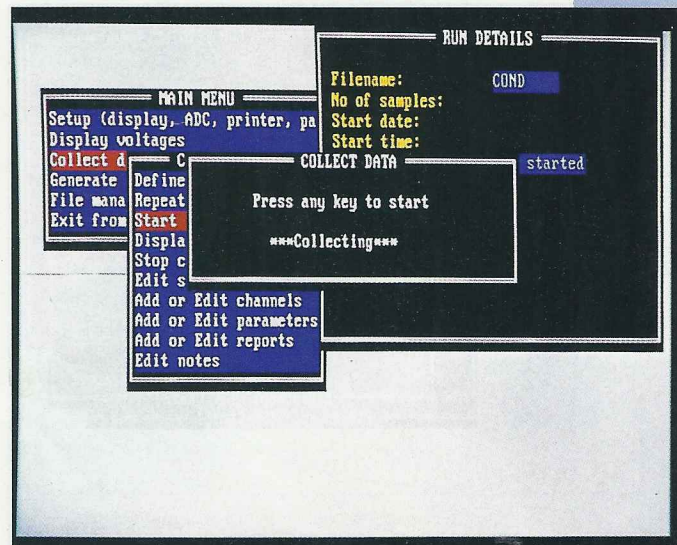 RUN DETAILS
Filename: COND
No of samples:
Start date:
Start time:
started
MAIN MENU
Setup (display, ADC, printer, pa
Display voltages
Collect d
Generate
File mana
Exit from
C
Define
Repeat
Start
Displa
Stop c
Edit s
Add or Edit channels
Add or Edit parameters
Add or Edit reports
Edit notes
COLLECT DATA
Press any key to start
***Collecting***